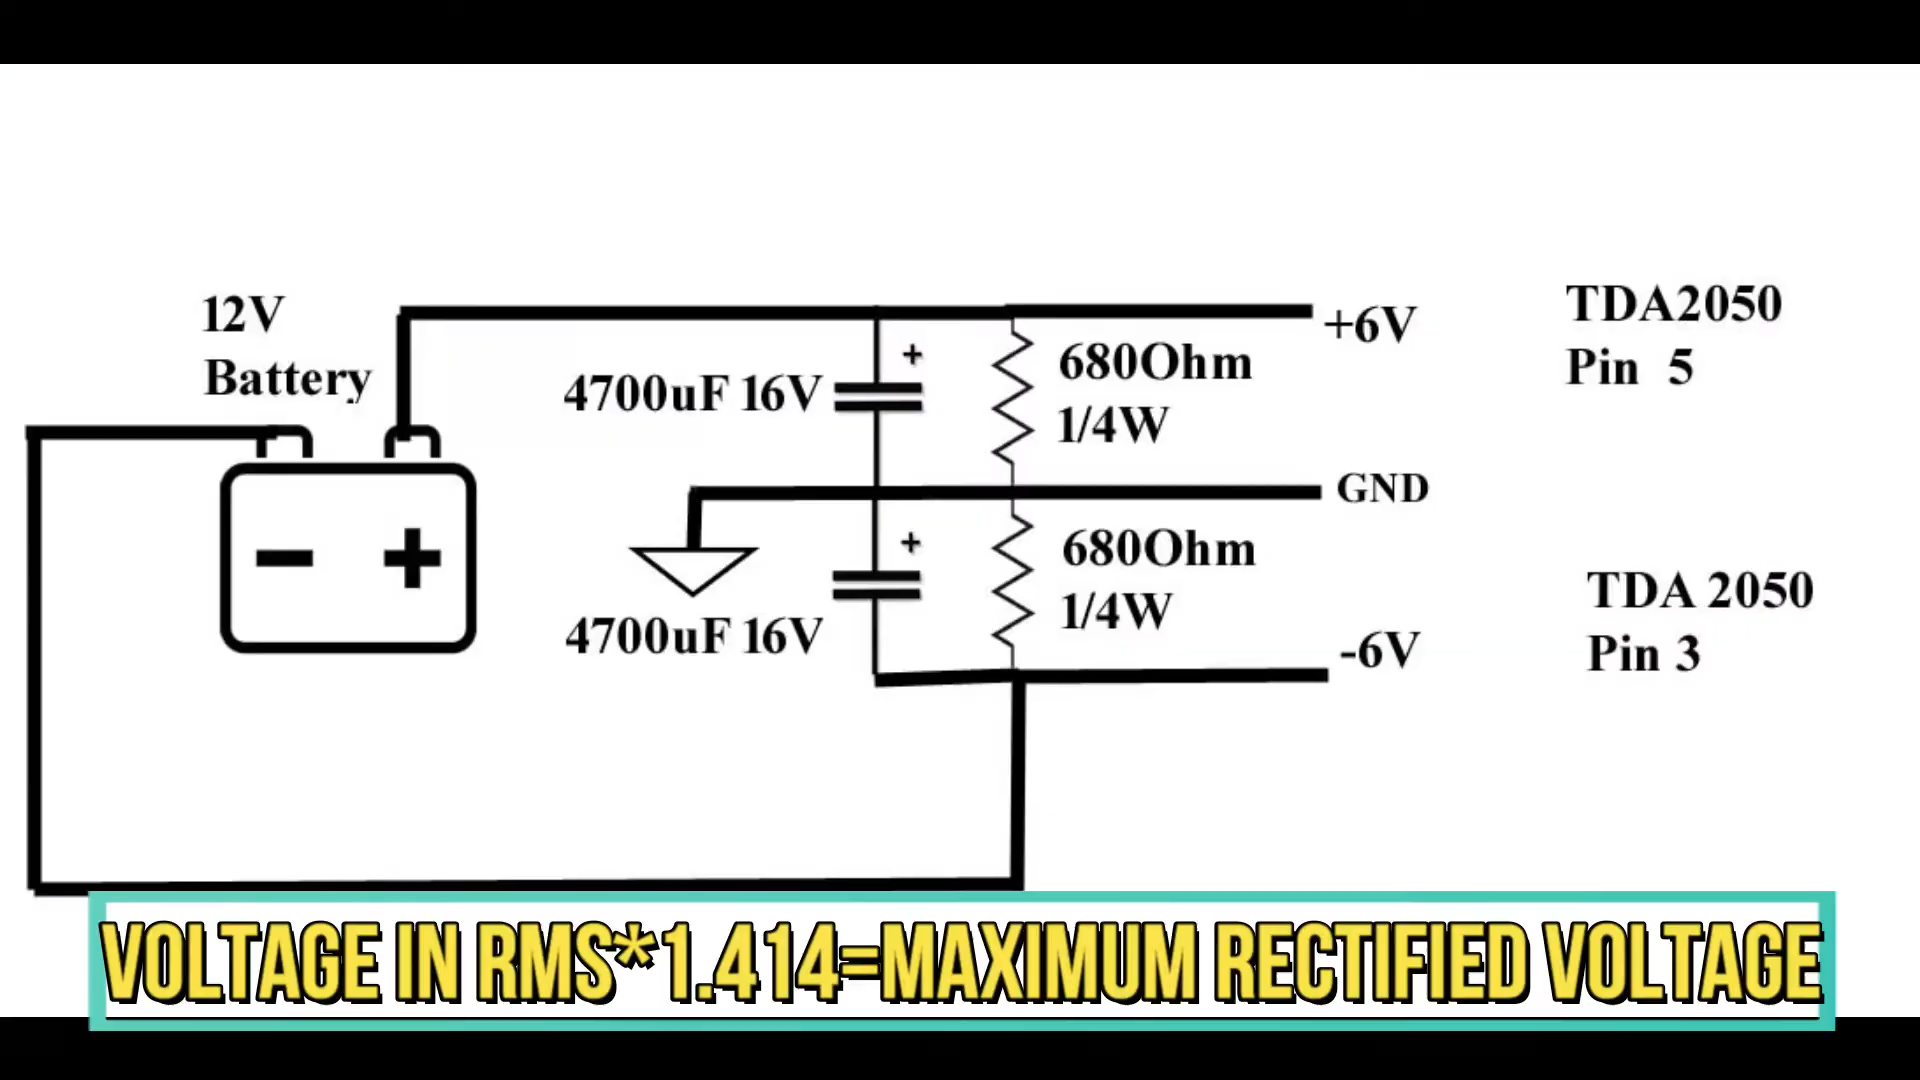 12V
Battery
4700uF 16V
+
680Ohm
1/4W
+6V
TDA2050
Pin 5
GND
- +
4700uF 16V
+
680Ohm
1/4W
-6V
TDA 2050
Pin 3
VOLTAGE IN RMS*1.414=MAXIMUM RECTIFIED VOLTAGE